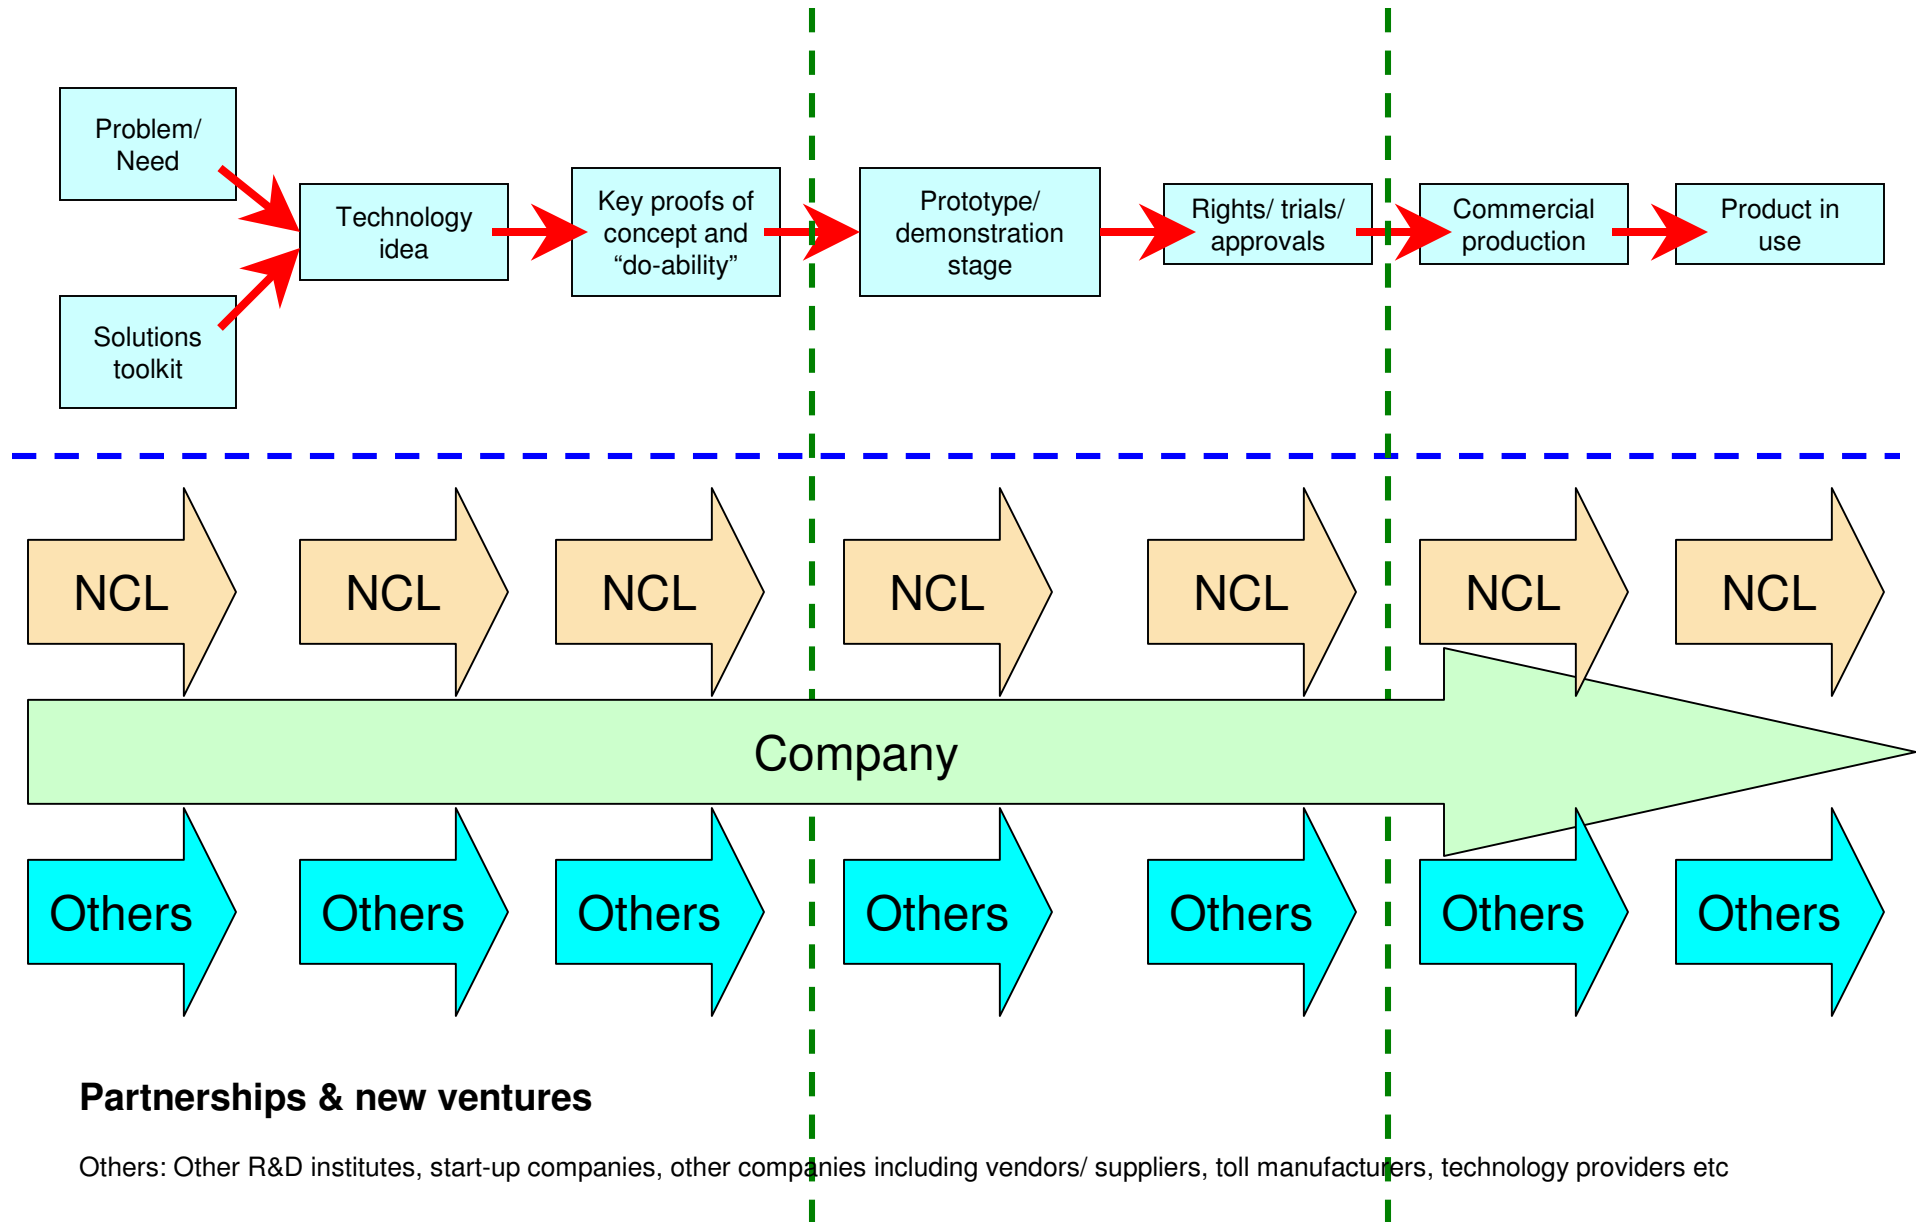 Problem/
Need
Solutions
toolkit
Technology
idea
Key proofs of
concept and
“do-ability”
Prototype/
demonstration
stage
Rights/ trials/
approvals
Commercial
production
Product in
use
NCL
NCL
NCL
NCL
NCL
NCL
NCL
Company
Others
Others
Others
Others
Others
Others
Others
Partnerships & new ventures
Others: Other R&D institutes, start-up companies, other companies including vendors/ suppliers, toll manufacturers, technology providers etc